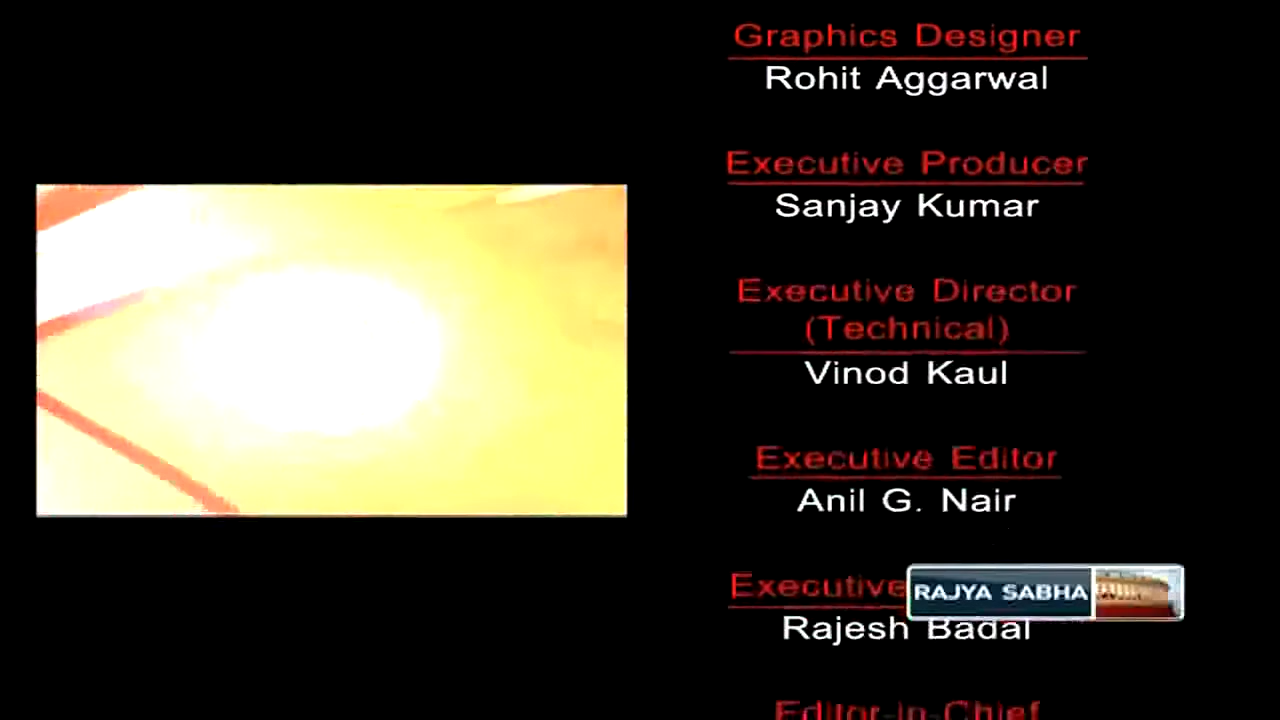 Graphics Designer
Rohit Aggarwal
Executive Producer
Sanjay Kumar
Executive Director
(Technical)
Vinod Kaul
Executive Editor
Anil G. Nair
Executive
RAJYA SABHA
Rajesh Badal
Editor-in-Chief